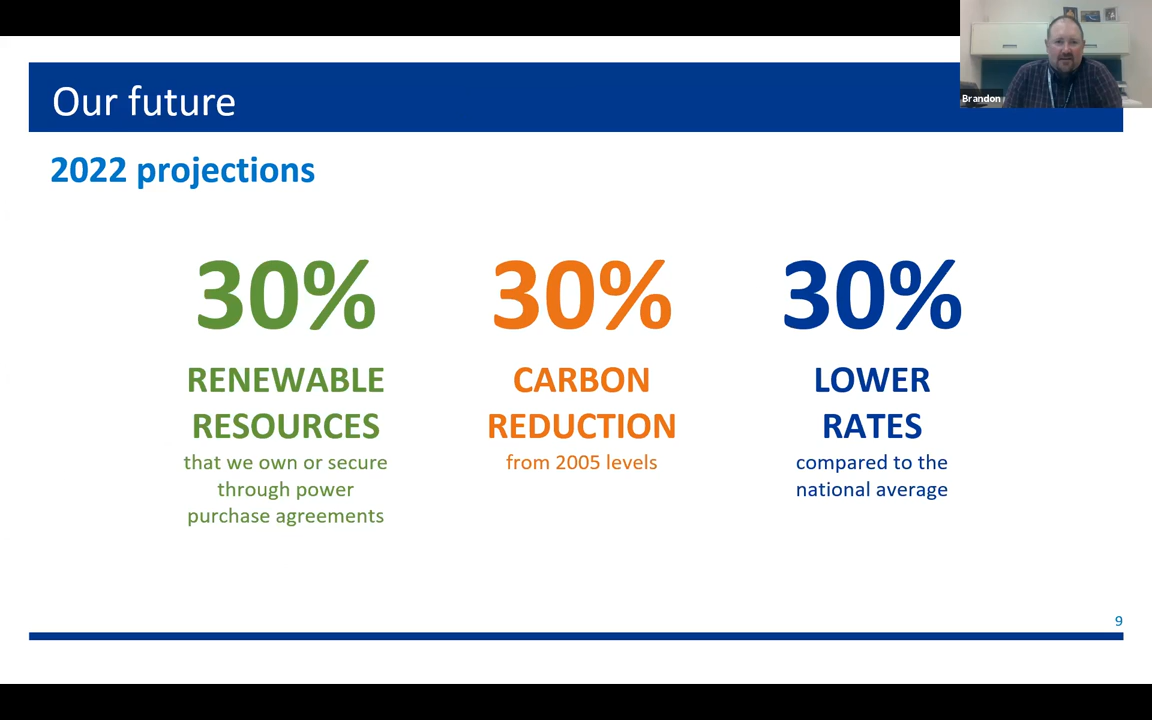 Our future
Brandon
2022 projections
30%
RENEWABLE
RESOURCES
that we own or secure
through power
purchase agreements
30%
CARBON
REDUCTION
from 2005 levels
30%
LOWER
RATES
compared to the
national average
9